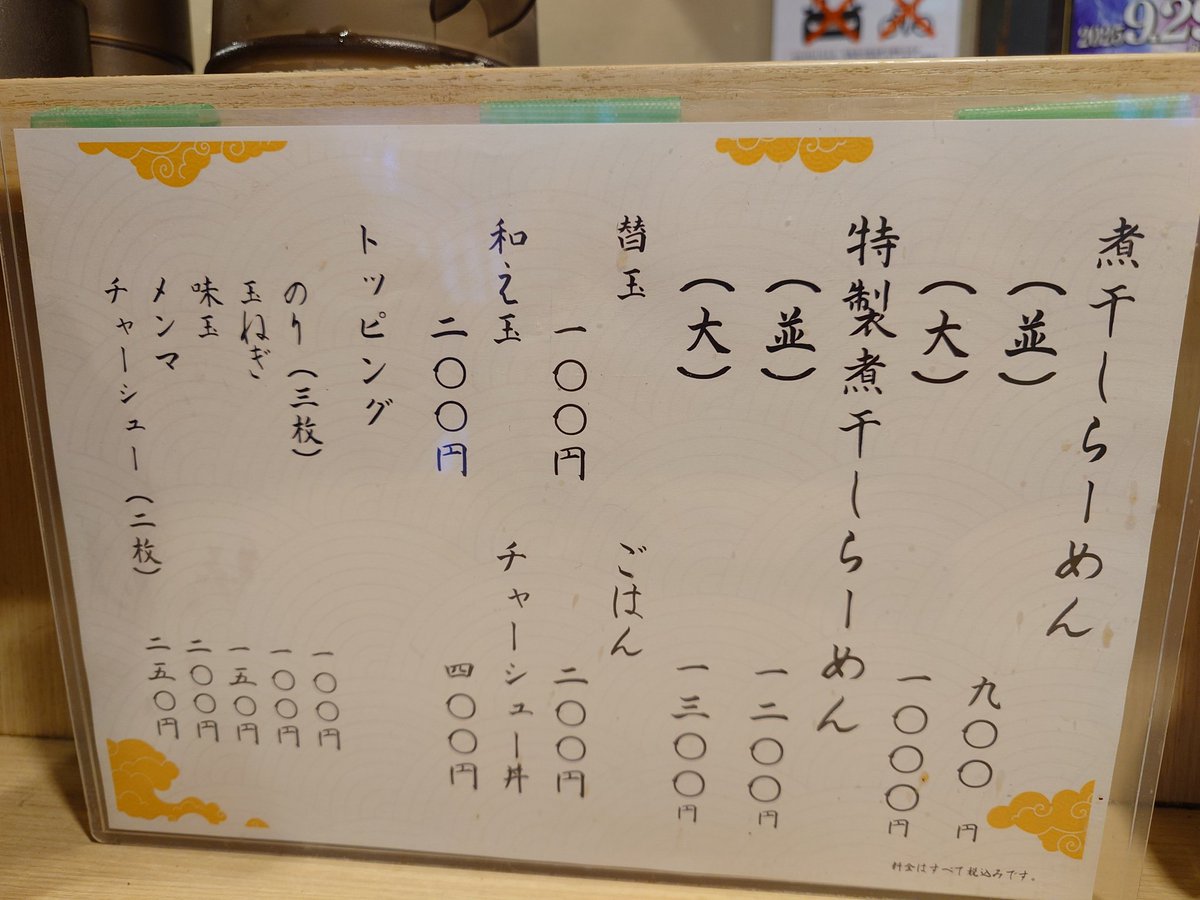 煮干しらーめん
（並） 九〇〇円
（大） 一〇〇〇円
特製煮干しらーめん
（並） 一二〇〇円
（大） 一三〇〇円
替玉
一〇〇円
和え玉
二〇〇円
ごはん
二〇〇円
チャーシュー丼
四〇〇円
トッピング
のり（三枚） 一〇〇円
玉ねぎ 一〇〇円
味玉 一五〇円
メンマ 二〇〇円
チャーシュー（二枚） 二五〇円
料金はすべて税込みです。
2025